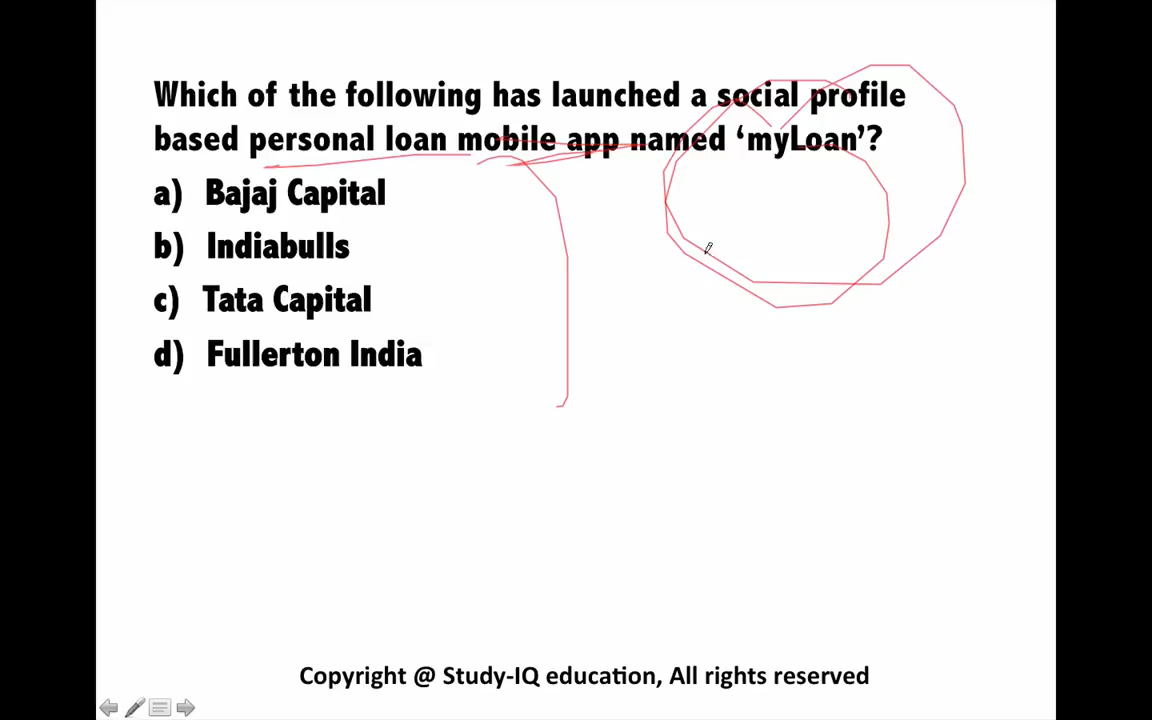 Which of the following has launched a social profile
based personal loan mobile app named ‘myLoan’?
a) Bajaj Capital
b) Indiabulls
c) Tata Capital
d) Fullerton India
Copyright @ Study-IQ education, All rights reserved